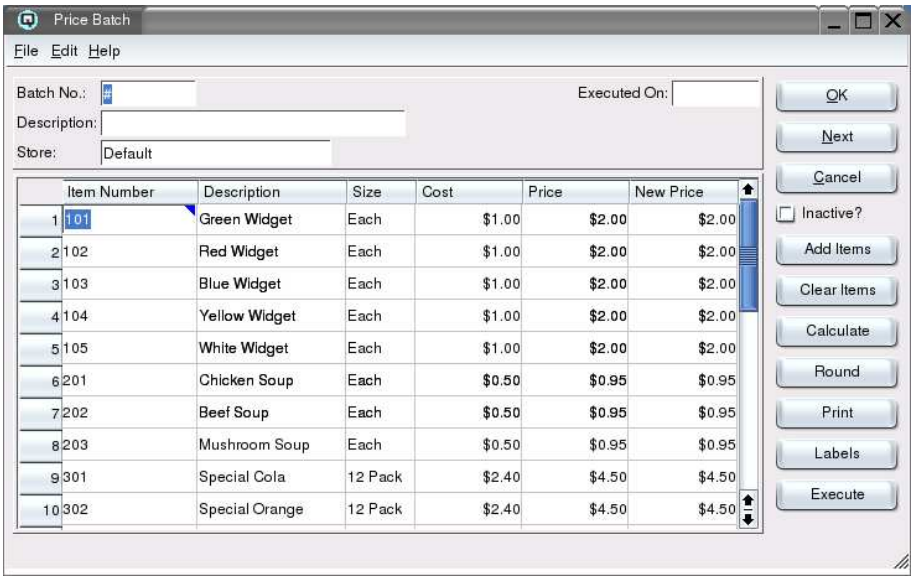 Price Batch
File Edit Help
Batch No.: # Executed On:
Description:
Store: Default
OK
Next
Cancel
Inactive?
Add Items
Clear Items
Calculate
Round
Print
Labels
Execute
Item Number Description Size Cost Price New Price
1 101 Green Widget Each $1.00 $2.00 $2.00
2 102 Red Widget Each $1.00 $2.00 $2.00
3 103 Blue Widget Each $1.00 $2.00 $2.00
4 104 Yellow Widget Each $1.00 $2.00 $2.00
5 105 White Widget Each $1.00 $2.00 $2.00
6 201 Chicken Soup Each $0.50 $0.95 $0.95
7 202 Beef Soup Each $0.50 $0.95 $0.95
8 203 Mushroom Soup Each $0.50 $0.95 $0.95
9 301 Special Cola 12 Pack $2.40 $4.50 $4.50
10 302 Special Orange 12 Pack $2.40 $4.50 $4.50